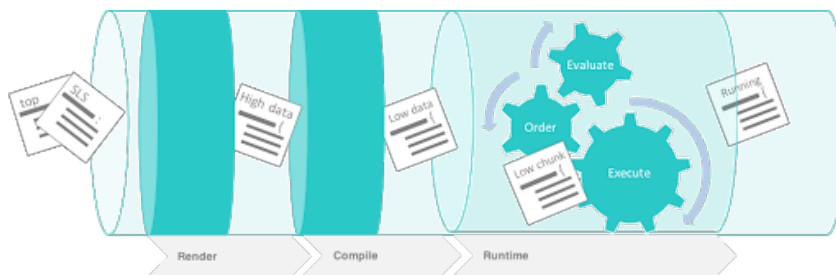 top
SLS
High data
Low data
Evaluate
Order
Low chunk
Execute
Running
Render
Compile
Runtime